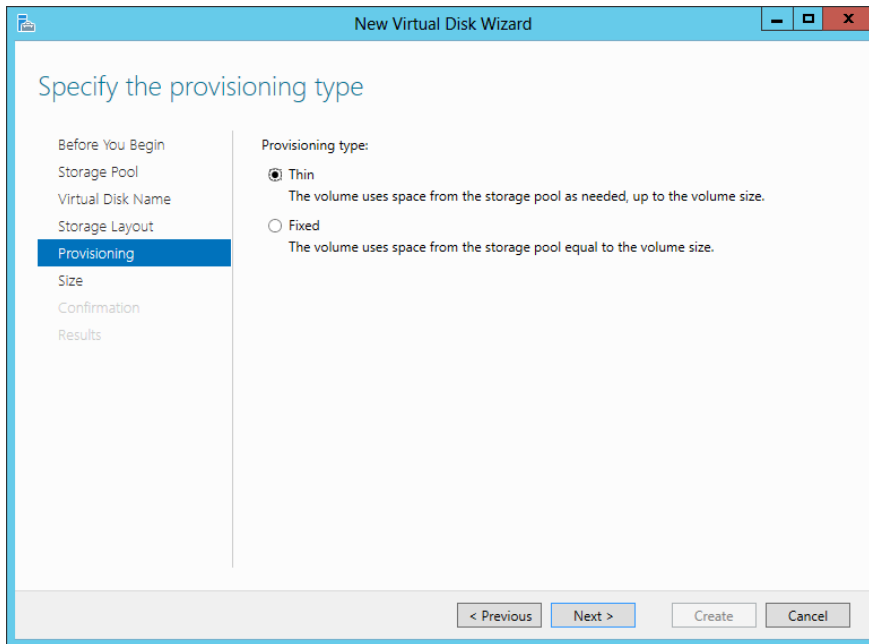 New Virtual Disk Wizard
Specify the provisioning type
Before You Begin
Storage Pool
Virtual Disk Name
Storage Layout
Provisioning
Size
Confirmation
Results
Provisioning type:
Thin
The volume uses space from the storage pool as needed, up to the volume size.
Fixed
The volume uses space from the storage pool equal to the volume size.
< Previous
Next >
Create
Cancel